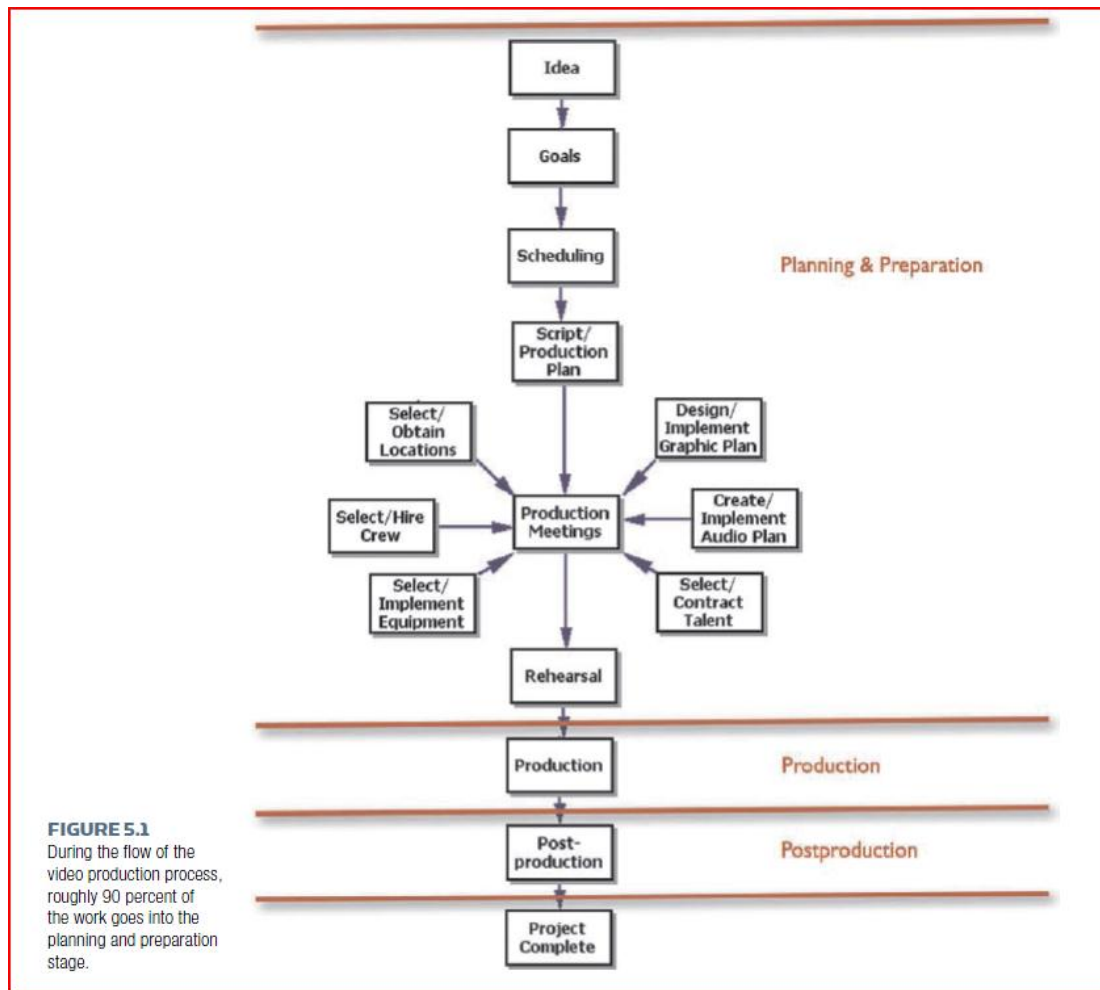 Idea
Goals
Scheduling
Planning & Preparation
Script/
Production
Plan
Select/
Obtain
Locations
Design/
Implement
Graphic Plan
Select/Hire
Crew
Production
Meetings
Create/
Implement
Audio Plan
Select/
Implement
Equipment
Select/
Contract
Talent
Rehearsal
Production
Production
Post-
production
Postproduction
Project
Complete
FIGURE 5.1
During the flow of the
video production process,
roughly 90 percent of
the work goes into the
planning and preparation
stage.